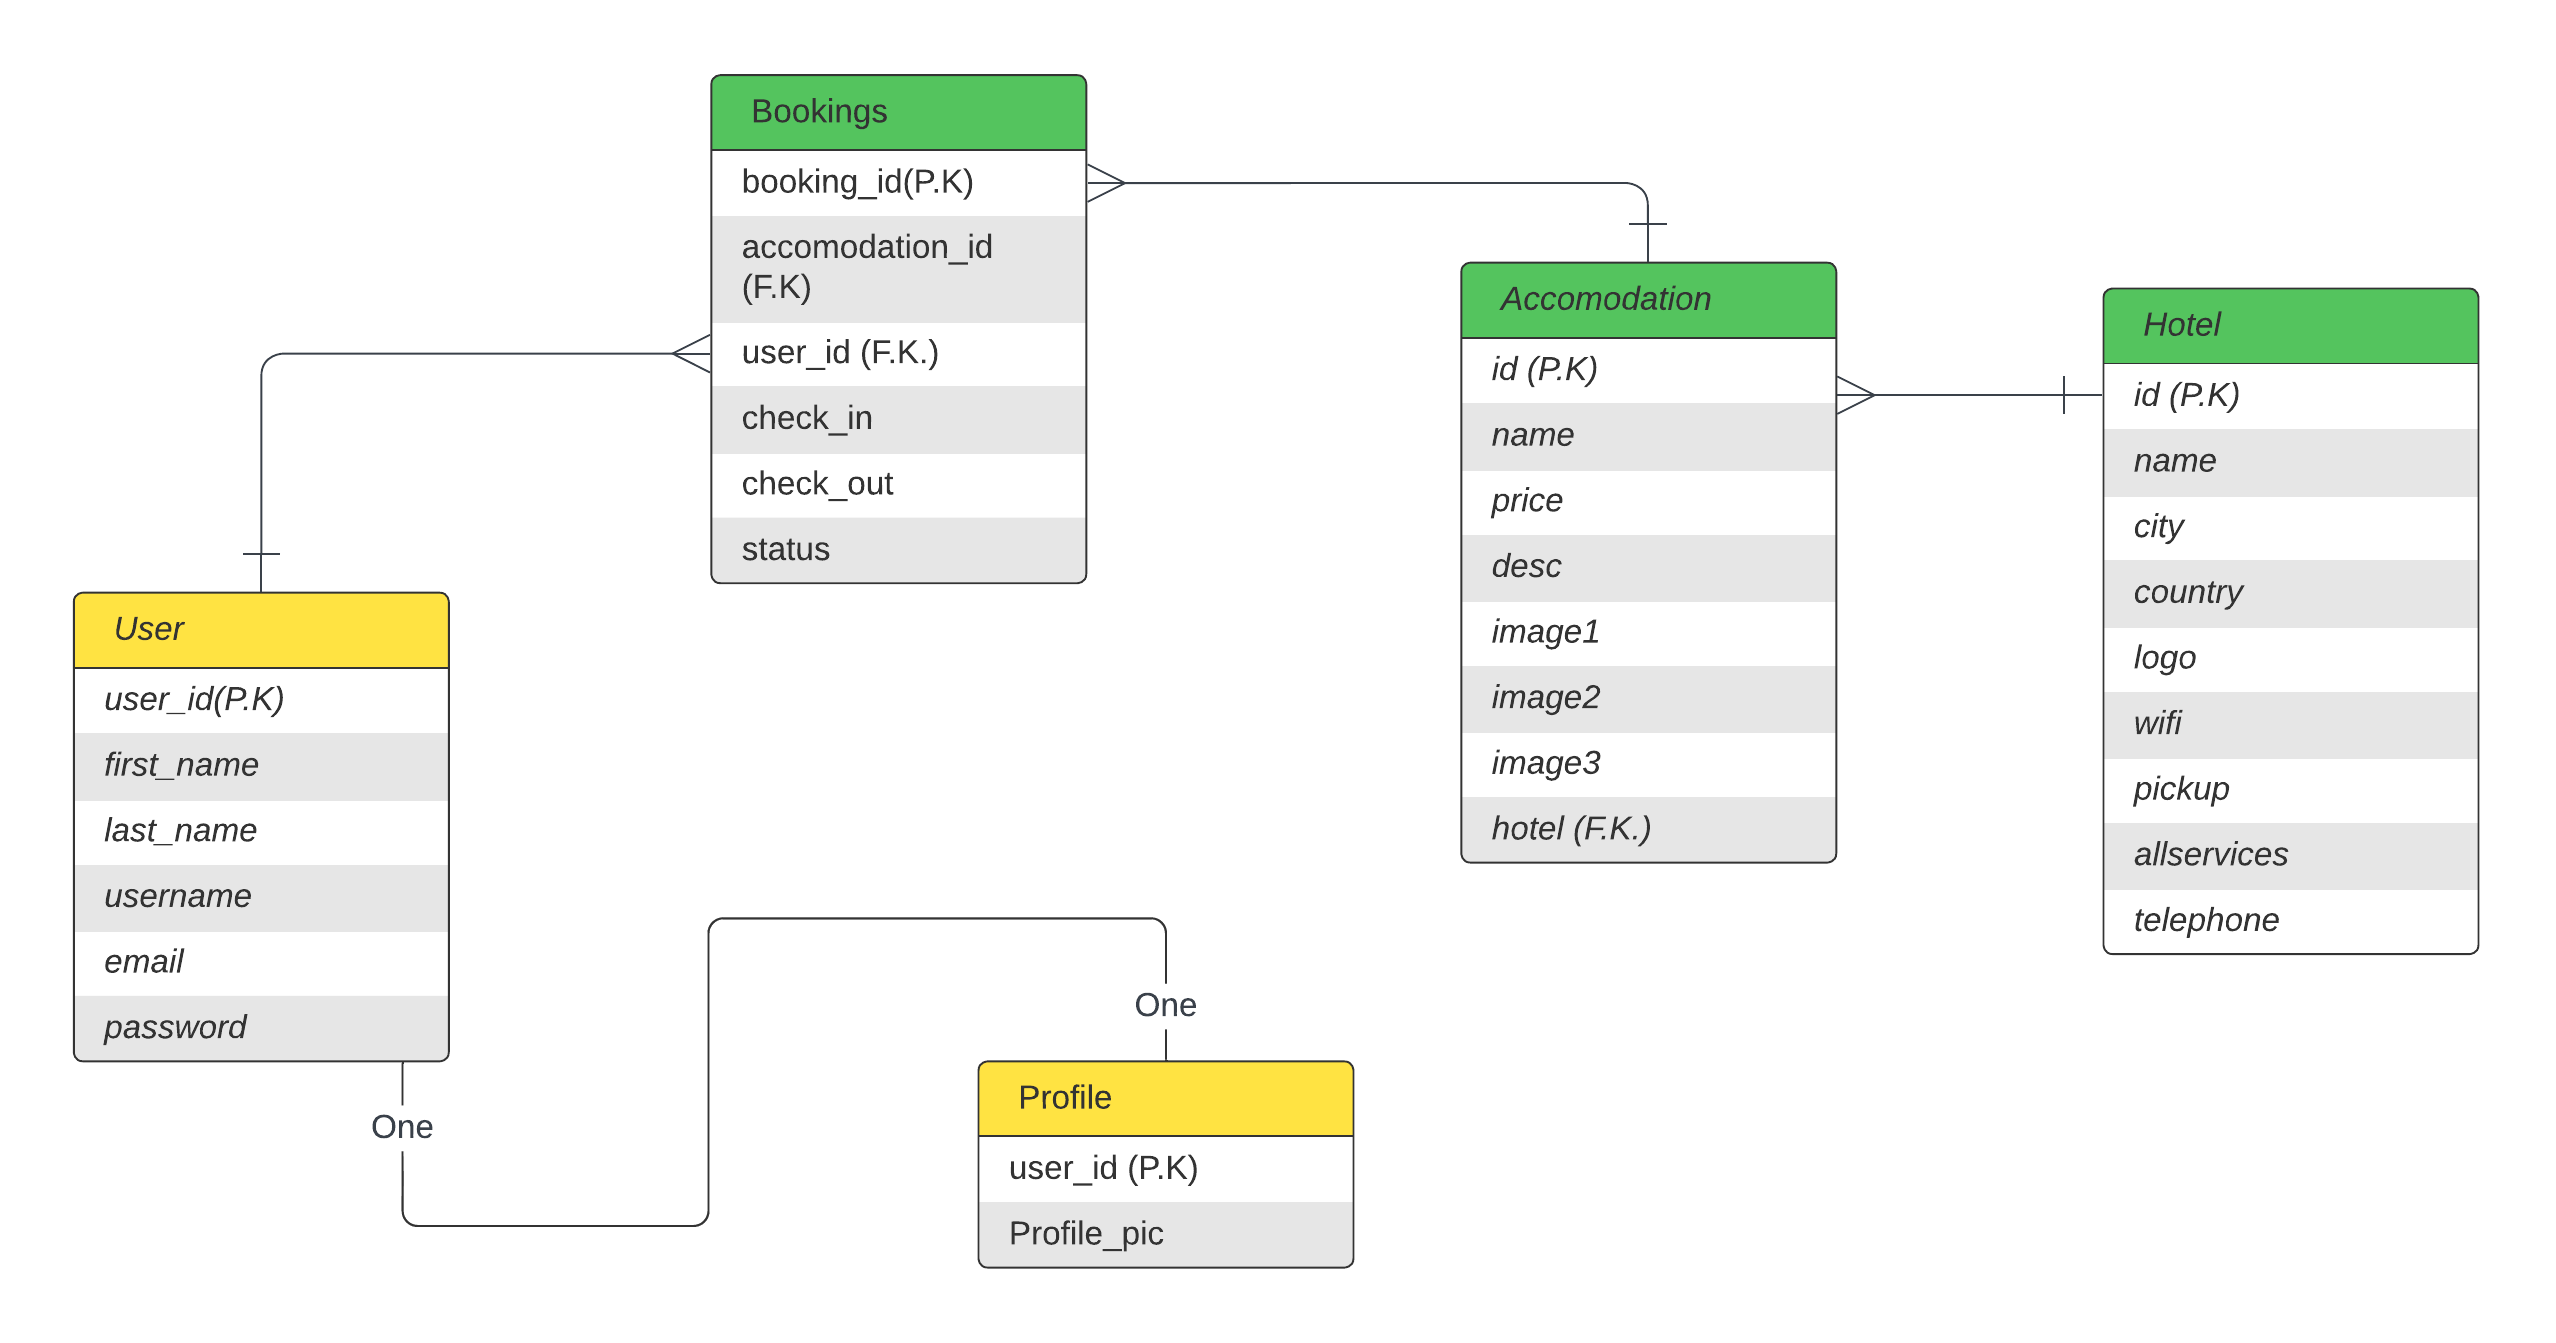 Bookings
booking_id(P.K)
accomodation_id
(F.K)
user_id (F.K.)
check_in
check_out
status
Accomodation
id (P.K)
name
price
desc
image1
image2
image3
hotel (F.K.)
Hotel
id (P.K)
name
city
country
logo
wifi
pickup
allservices
telephone
User
user_id(P.K)
first_name
last_name
username
email
password
One
One
Profile
user_id (P.K)
Profile_pic